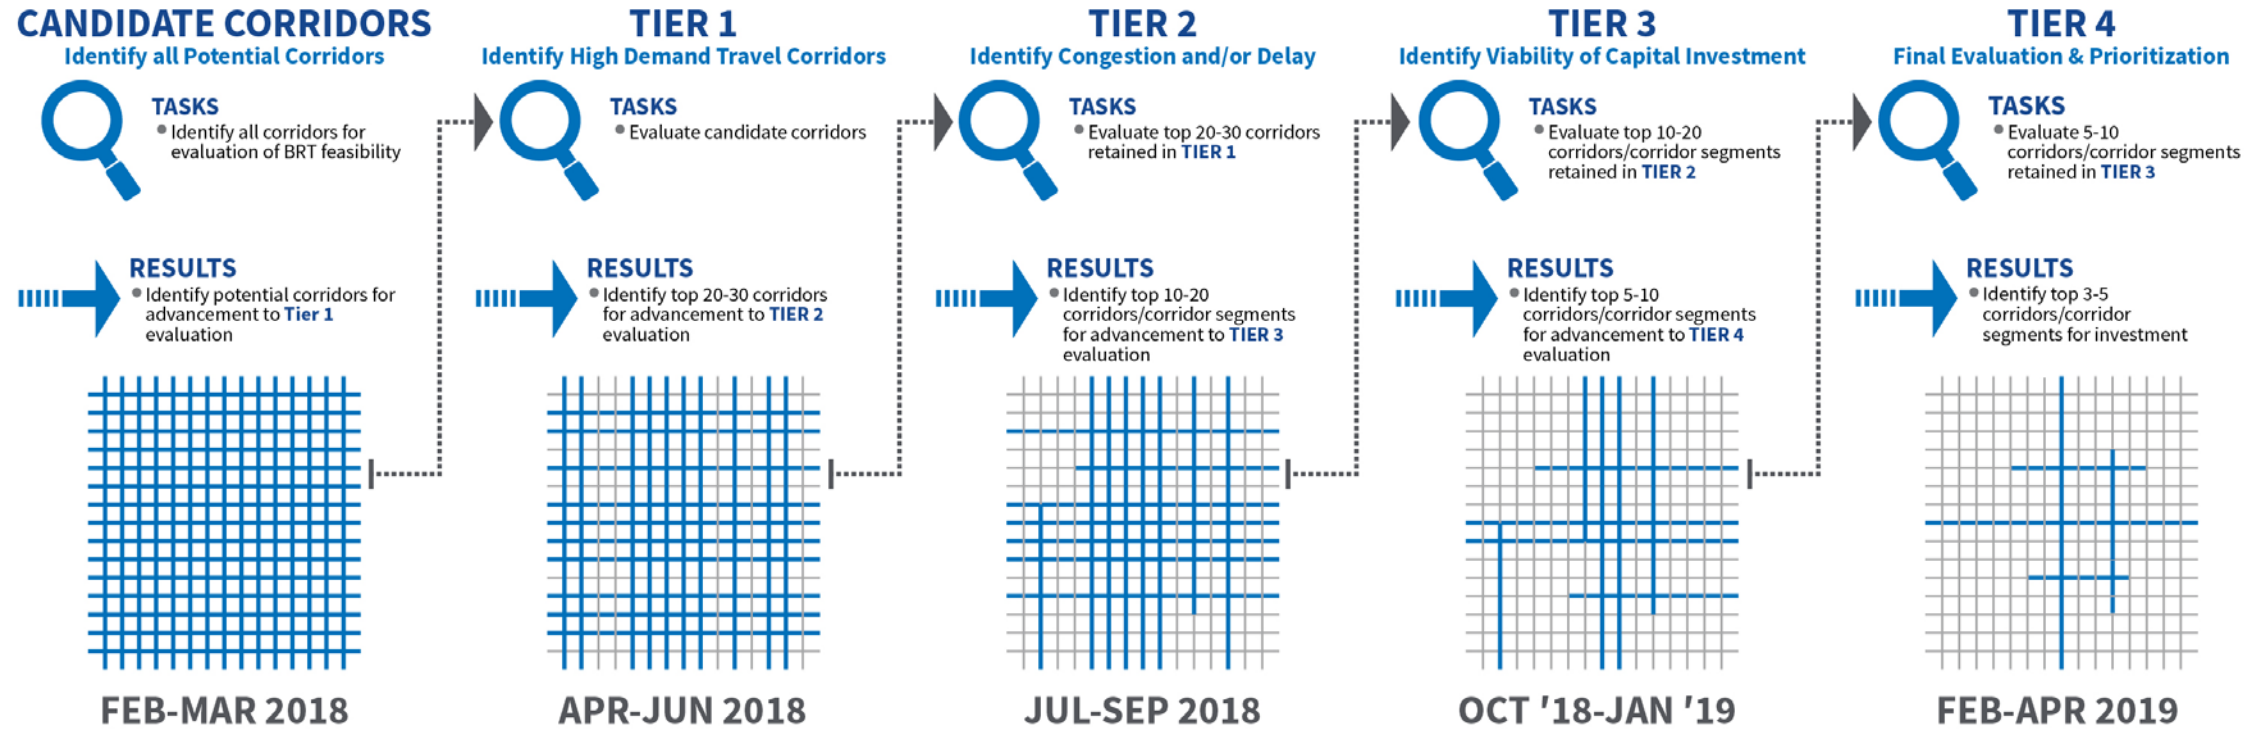 CANDIDATE CORRIDORS
Identify all Potential Corridors
TASKS
• Identify all corridors for
evaluation of BRT feasibility
RESULTS
• Identify potential corridors for
advancement to Tier 1
evaluation
FEB-MAR 2018
TIER 1
Identify High Demand Travel Corridors
TASKS
• Evaluate candidate corridors
RESULTS
• Identify top 20-30 corridors
for advancement to TIER 2
evaluation
APR-JUN 2018
TIER 2
Identify Congestion and/or Delay
TASKS
• Evaluate top 20-30 corridors
retained in TIER 1
RESULTS
• Identify top 10-20
corridors/corridor segments
for advancement to TIER 3
evaluation
JUL-SEP 2018
TIER 3
Identify Viability of Capital Investment
TASKS
• Evaluate top 10-20
corridors/corridor segments
retained in TIER 2
RESULTS
• Identify top 5-10
corridors/corridor segments
for advancement to TIER 4
evaluation
OCT '18-JAN '19
TIER 4
Final Evaluation & Prioritization
TASKS
• Evaluate 5-10
corridors/corridor segments
retained in TIER 3
RESULTS
• Identify top 3-5
corridors/corridor
segments for investment
FEB-APR 2019